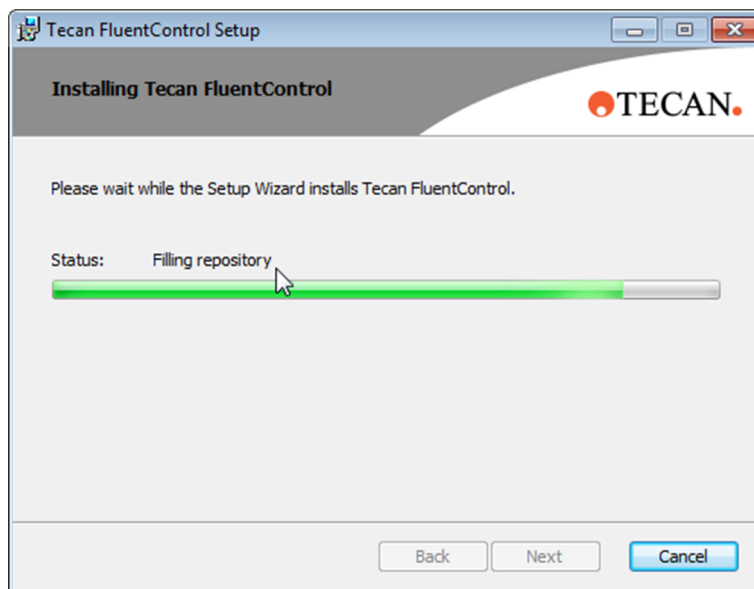 Tecan FluentControl Setup
Installing Tecan FluentControl
TECAN.
Please wait while the Setup Wizard installs Tecan FluentControl.
Status: Filling repository
Back Next Cancel